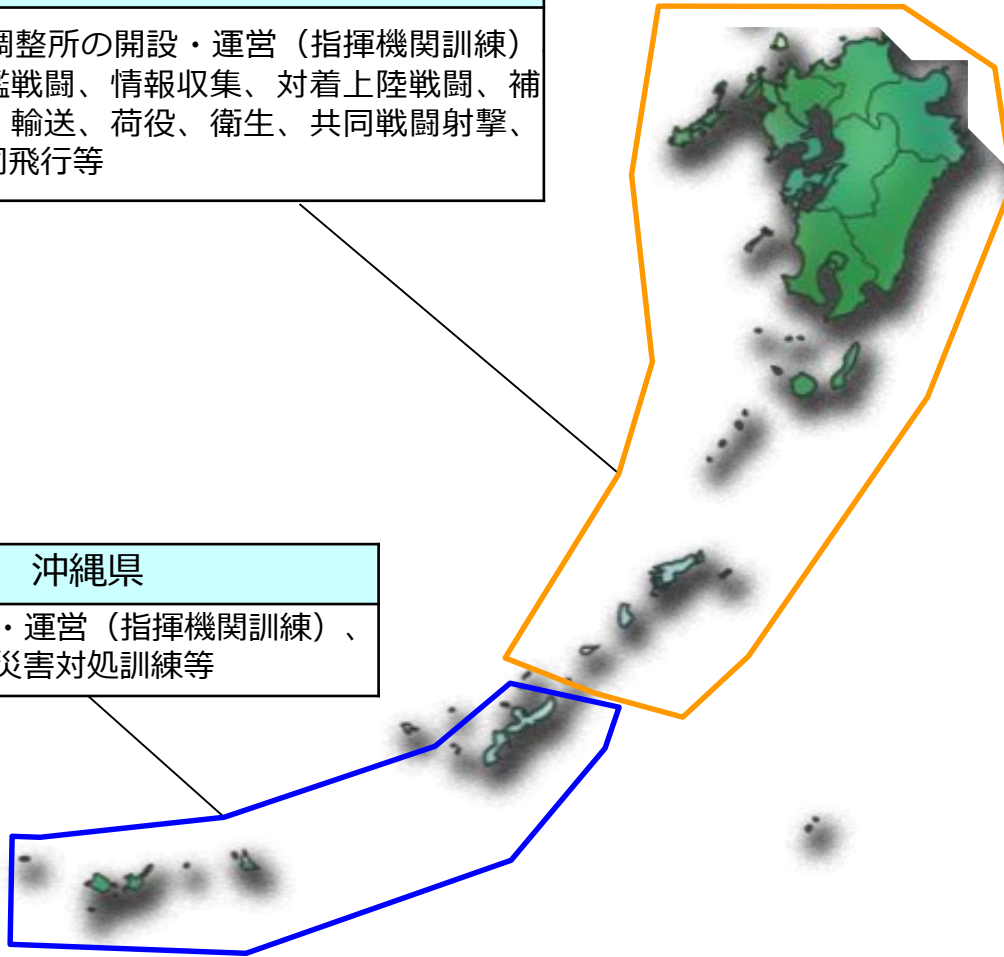 調整所の開設・運営（指揮機関訓練）
艦戦闘、情報収集、対着上陸戦闘、補
輸送、荷役、衛生、共同戦闘射撃、
同飛行等
沖縄県
・運営（指揮機関訓練）、
災害対処訓練等